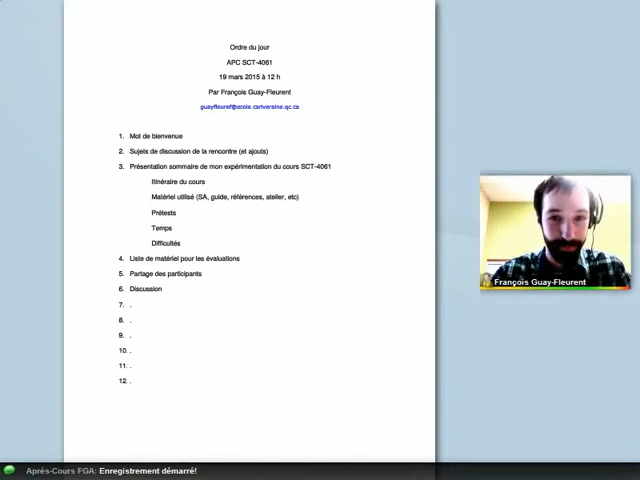 Ordre du jour
APC SCT-4061
19 mars 2015 à 12 h
Par François Guay-Fleurent
guayfleuref@ecole.csriveraine.qc.ca
1. Mot de bienvenue
2. Sujets de discussion de la rencontre (et ajouts)
3. Présentation sommaire de mon expérimentation du cours SCT-4061
Itinéraire du cours
Matériel utilisé (SA, guide, références, atelier, etc)
Prétests
Temps
Difficultés
4. Liste de matériel pour les évaluations
5. Partage des participants
6. Discussion
7. .
8. .
9. .
10. .
11. .
12. .
François Guay-Fleurent
Après-Cours FGA: Enregistrement démarré!